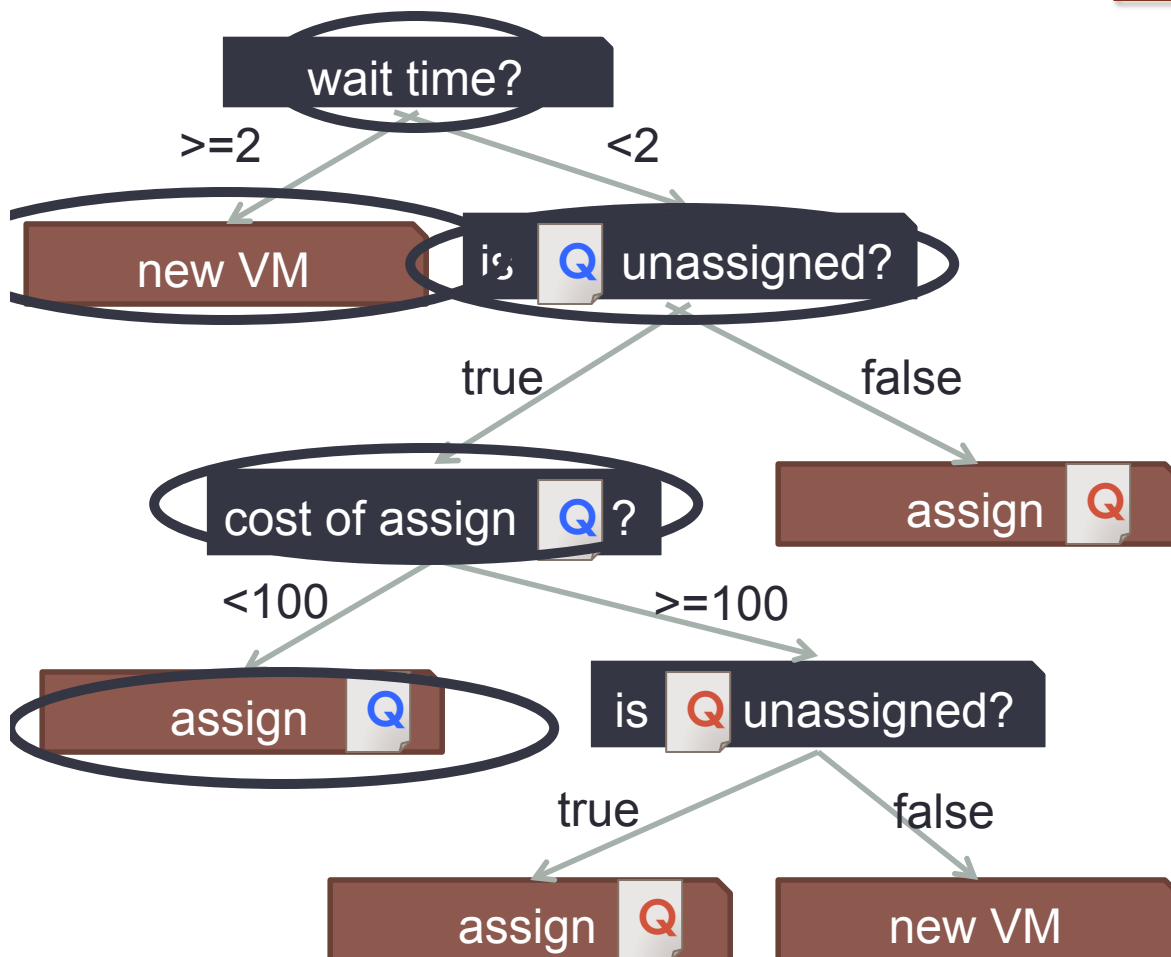 wait time?
>=2
<2
new VM
is Q unassigned?
true
false
cost of assign Q ?
assign Q
<100
>=100
assign Q
is Q unassigned?
true
false
assign Q
new VM